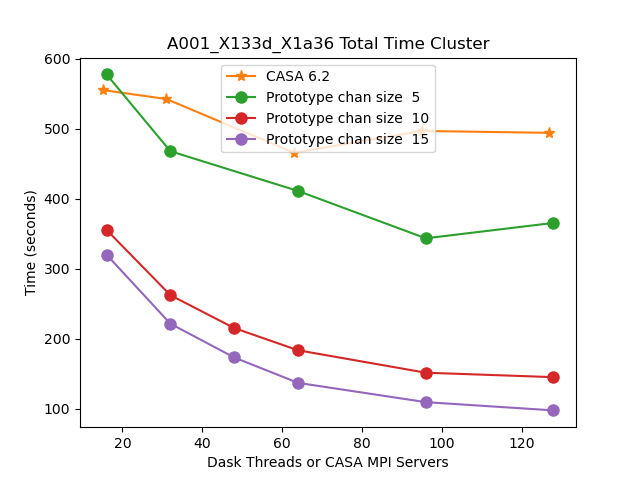 A001_X133d_X1a36 Total Time Cluster
CASA 6.2
Prototype chan size  5
Prototype chan size  10
Prototype chan size  15
Time (seconds)
600
500
400
300
200
100
20
40
60
80
100
120
Dask Threads or CASA MPI Servers